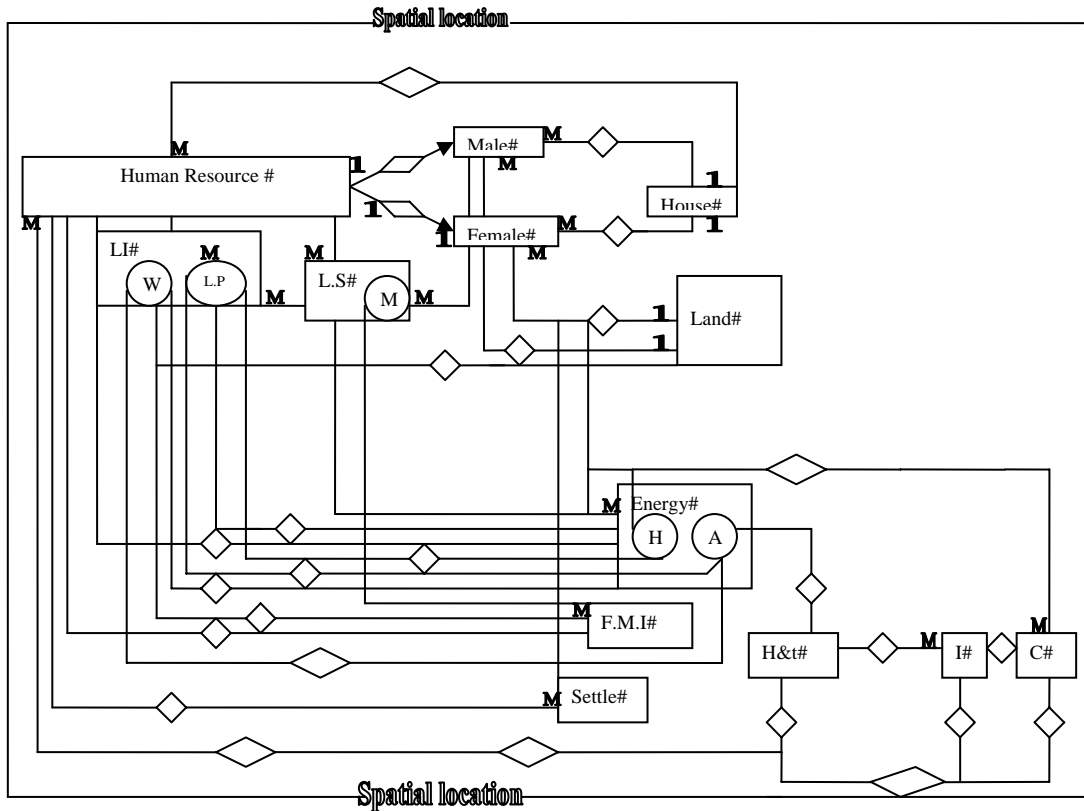 Spatial location
M
Male#
M
M
Human Resource #
1
1
House#
1
1
M
1
Female#
M
M
LI#
W
M
L.P
M
M
L.S#
M
M
1
1
Land#
M
Energy#
H
A
M
F.M.I#
H&t#
M
I#
M
C#
M
Settle#
Spatial location